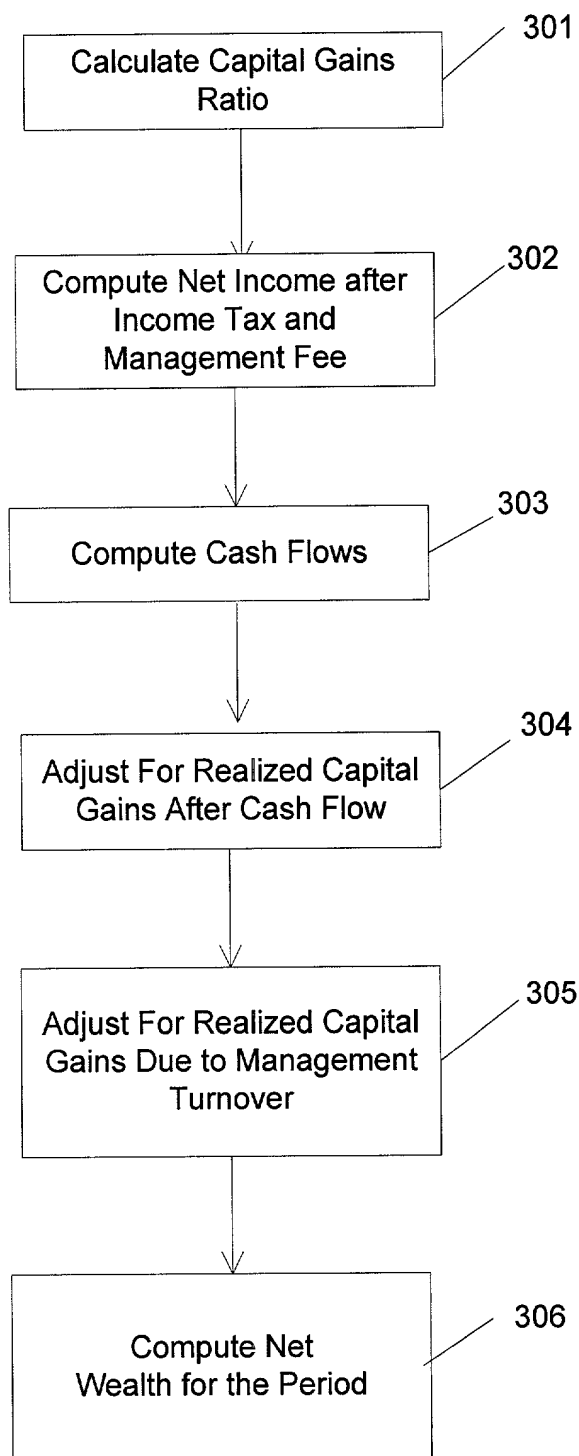 301
Calculate Capital Gains
Ratio
302
Compute Net Income after
Income Tax and
Management Fee
303
Compute Cash Flows
304
Adjust For Realized Capital
Gains After Cash Flow
305
Adjust For Realized Capital
Gains Due to Management
Turnover
306
Compute Net
Wealth for the Period